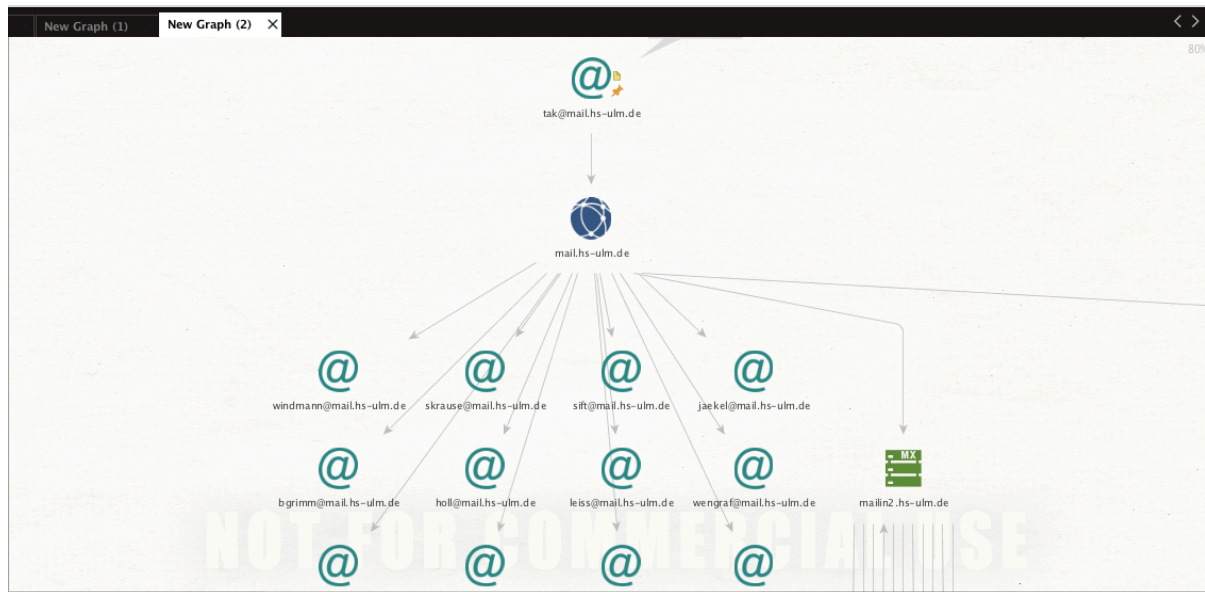 New Graph (1) New Graph (2)
80%
tak@mail.hs-ulm.de
mail.hs-ulm.de
windmann@mail.hs-ulm.de skrause@mail.hs-ulm.de sift@mail.hs-ulm.de jaekel@mail.hs-ulm.de
MX
bgrimm@mail.hs-ulm.de holl@mail.hs-ulm.de leiss@mail.hs-ulm.de wengraf@mail.hs-ulm.de mailin2.hs-ulm.de
NOT FOR COMMERCIAL USE